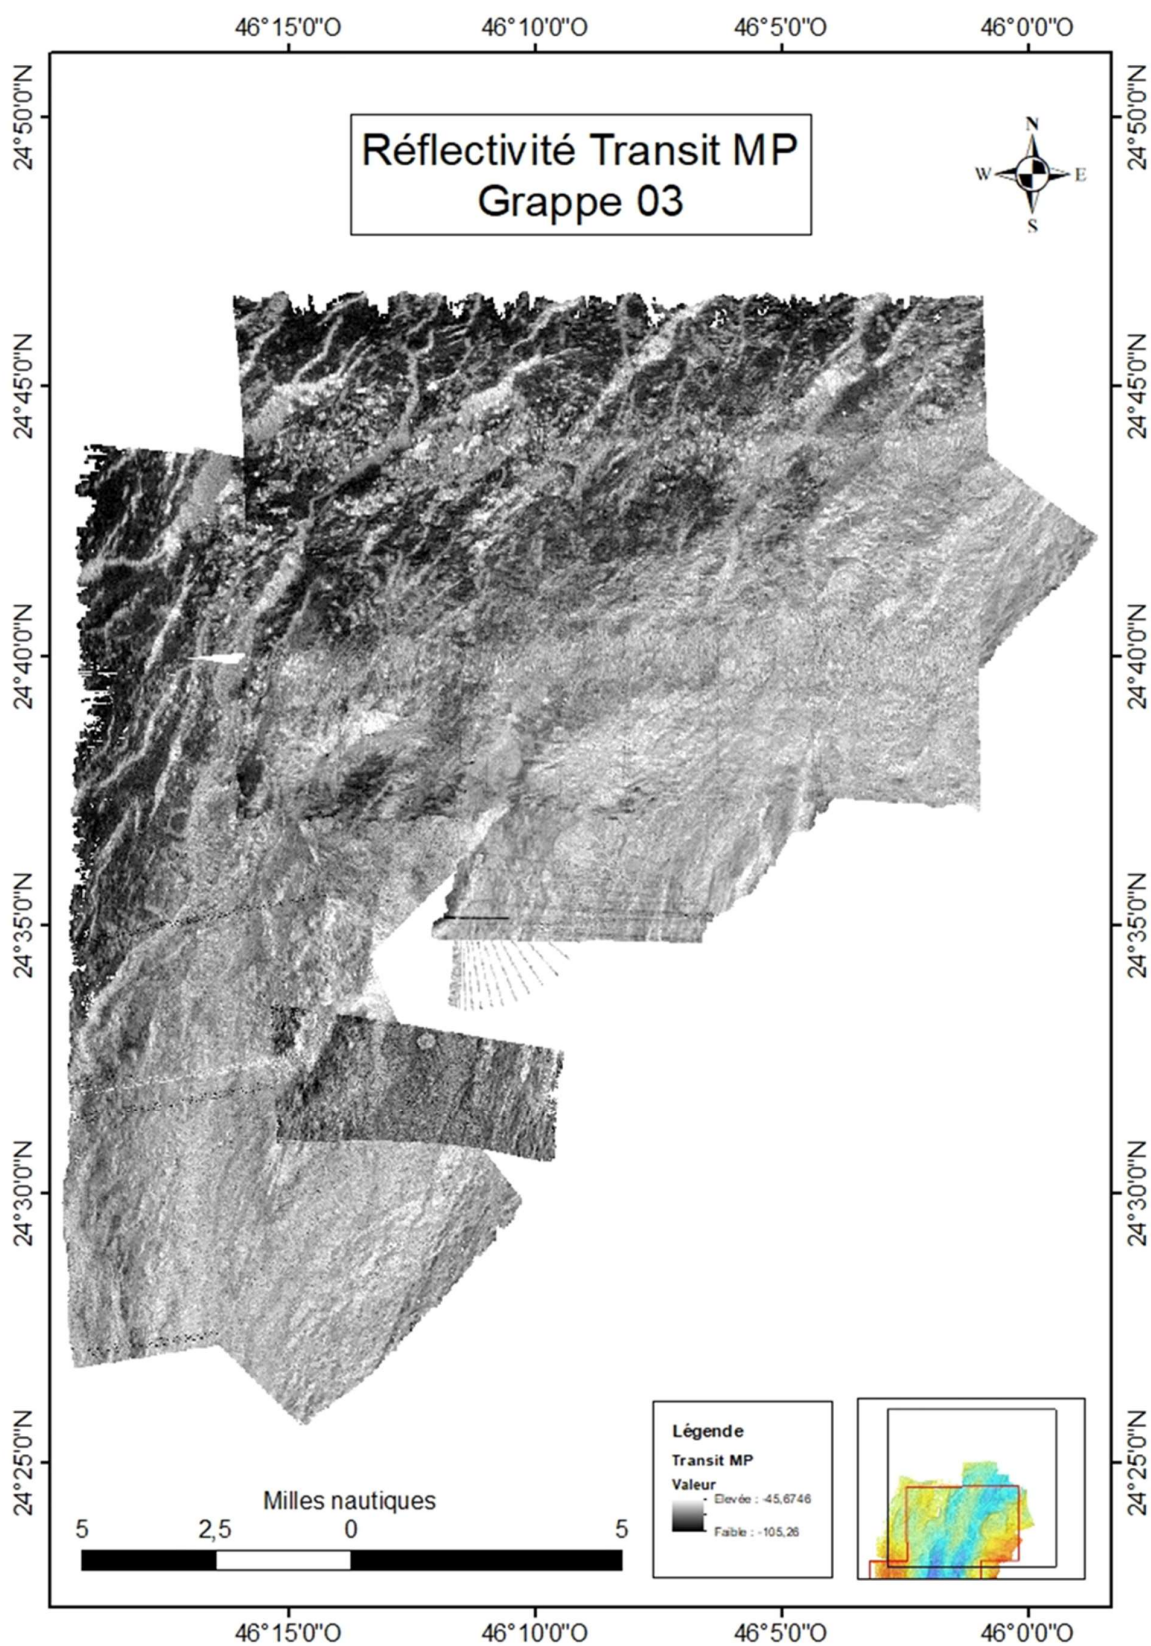 46°15'0"O 46°10'0"O 46°5'0"O 46°0'0"O
24°50'0"N
24°50'0"N
Réflectivité Transit MP
Grappe 03
N
W E
S
24°45'0"N
24°45'0"N
24°40'0"N
24°40'0"N
24°35'0"N
24°35'0"N
24°30'0"N
24°30'0"N
24°25'0"N
24°25'0"N
Milles nautiques
5 2,5 0 5
Légende
Transit MP
Valeur
Elevée : -45,6746
Faible : -105,26
46°15'0"O 46°10'0"O 46°5'0"O 46°0'0"O